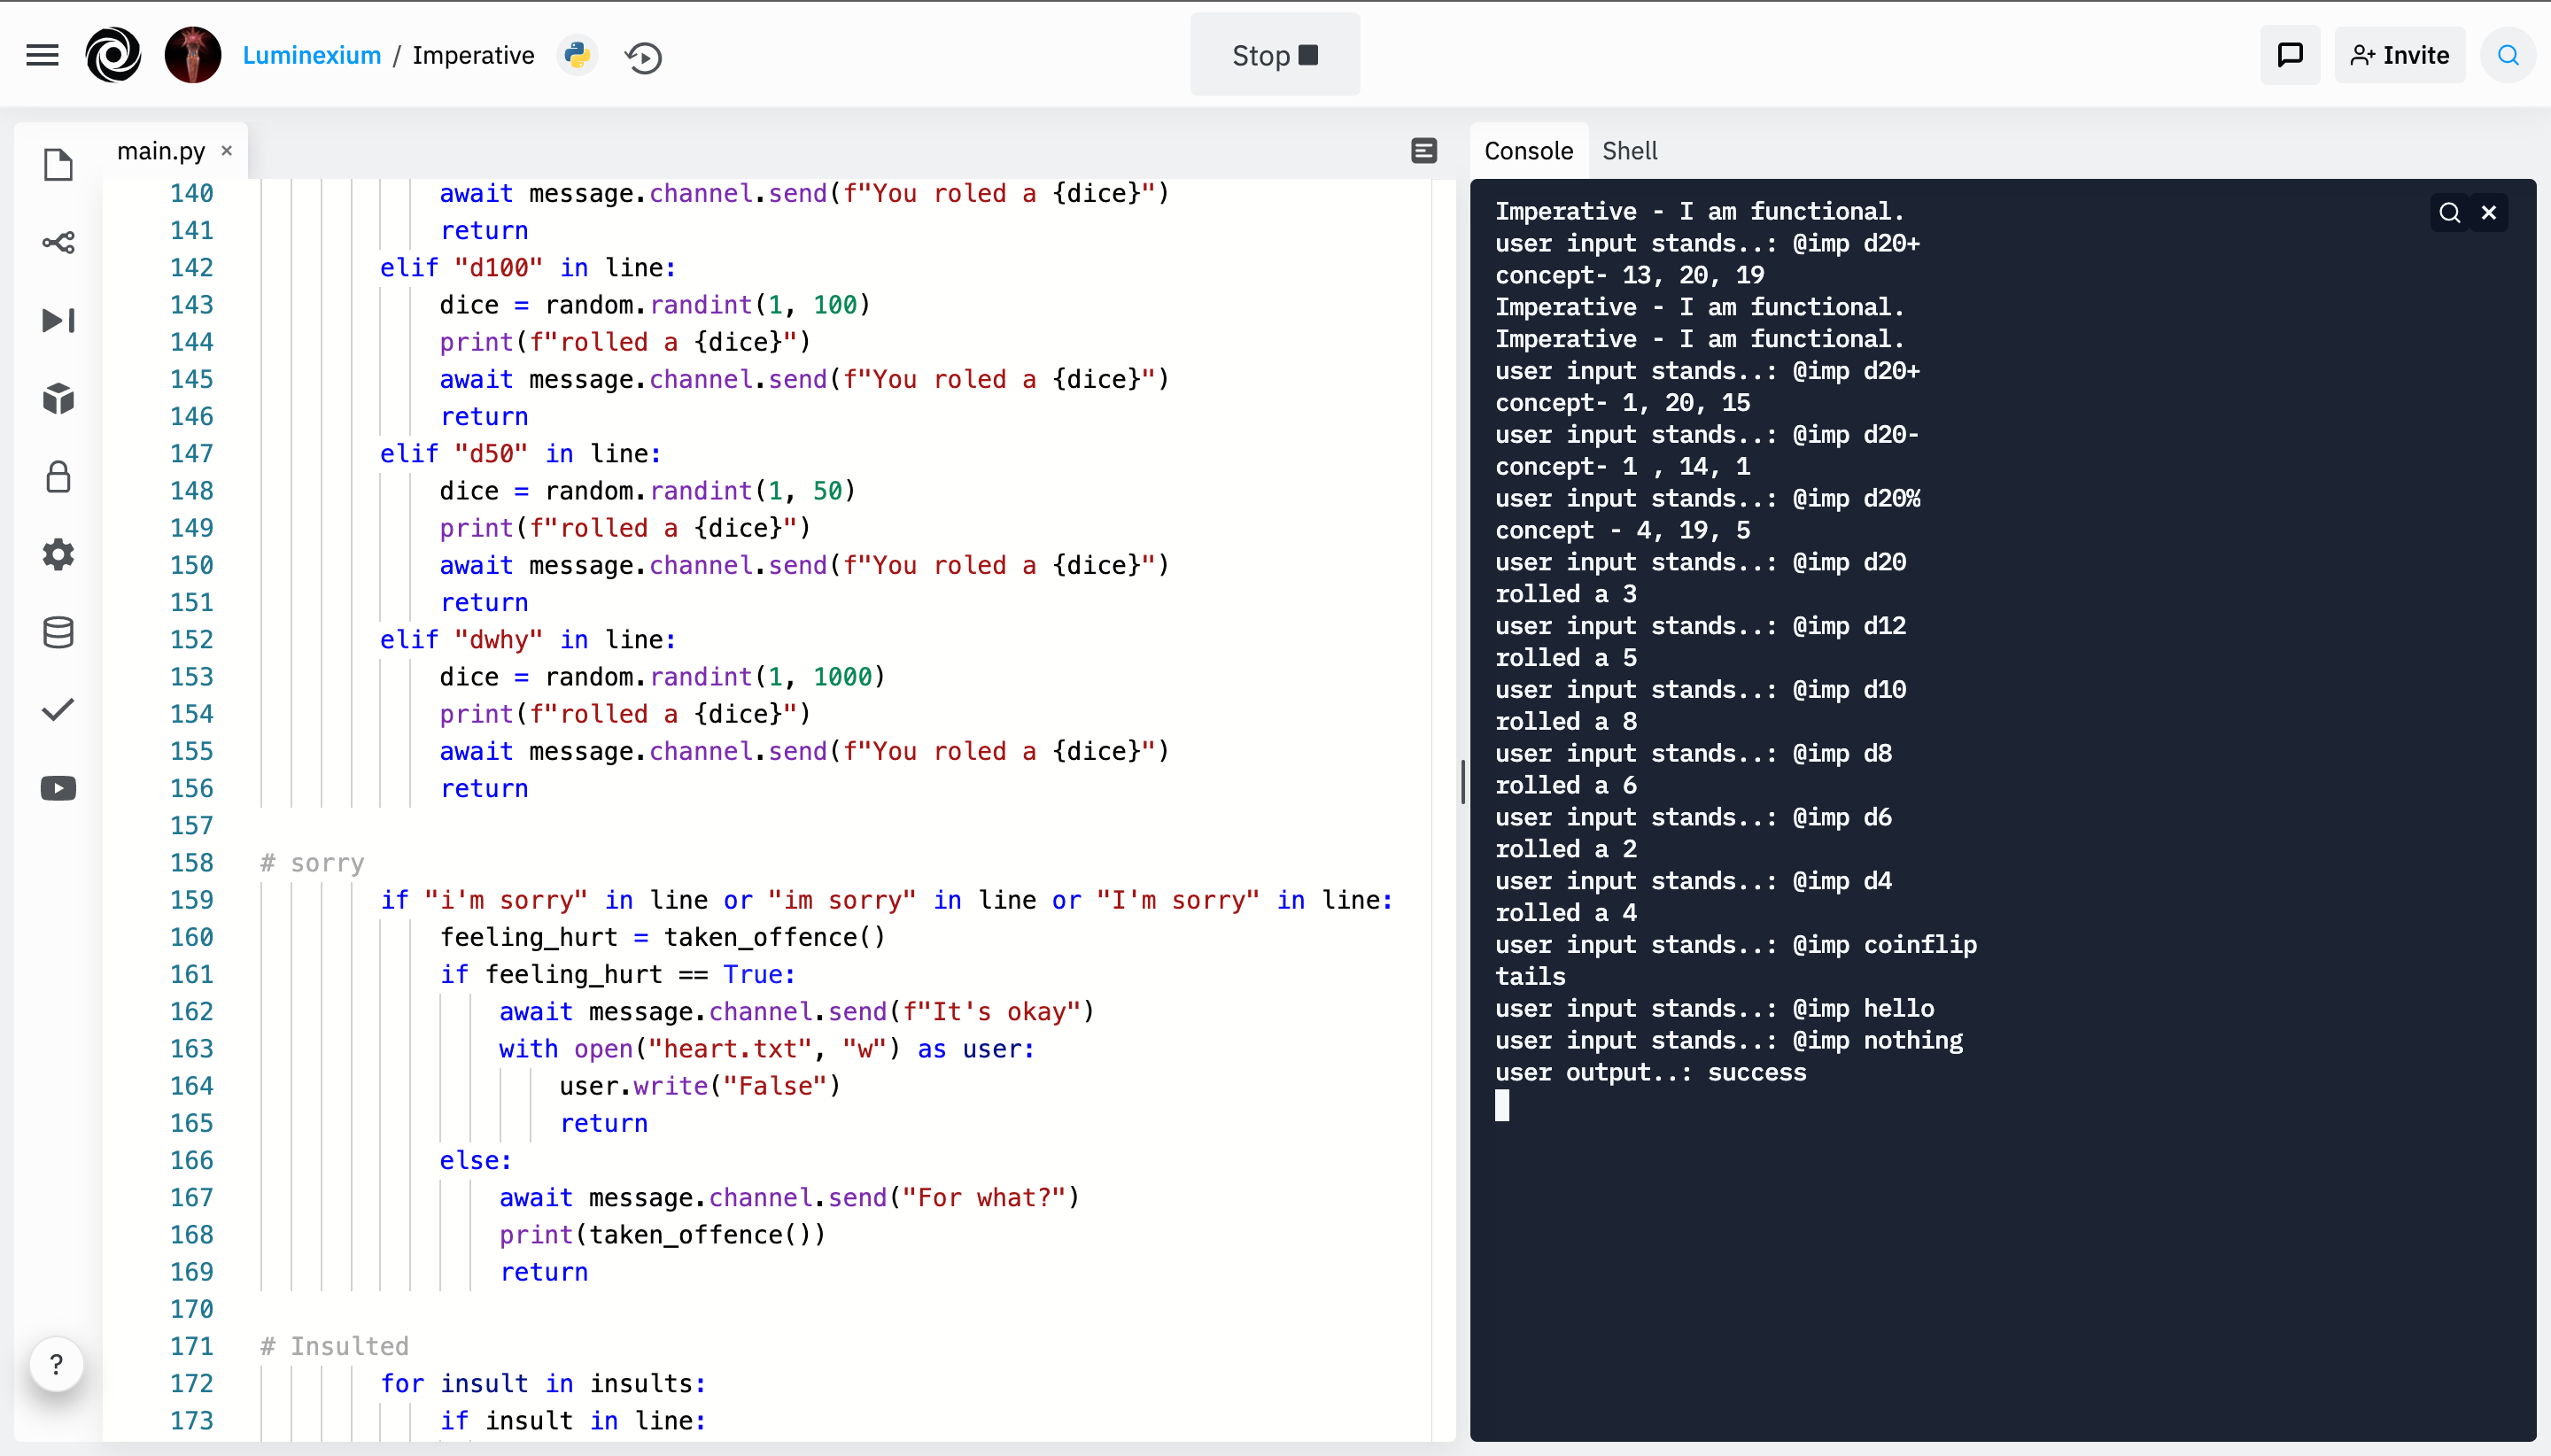 Luminexium / Imperative
Stop
Invite
main.py ×
140 await message.channel.send(f"You roled a {dice}")
141 return
142 elif "d100" in line:
143 dice = random.randint(1, 100)
144 print(f"rolled a {dice}")
145 await message.channel.send(f"You roled a {dice}")
146 return
147 elif "d50" in line:
148 dice = random.randint(1, 50)
149 print(f"rolled a {dice}")
150 await message.channel.send(f"You roled a {dice}")
151 return
152 elif "dwhy" in line:
153 dice = random.randint(1, 1000)
154 print(f"rolled a {dice}")
155 await message.channel.send(f"You roled a {dice}")
156 return
157
158 # sorry
159 if "i'm sorry" in line or "im sorry" in line or "I'm sorry" in line:
160 feeling_hurt = taken_offence()
161 if feeling_hurt == True:
162 await message.channel.send(f"It's okay")
163 with open("heart.txt", "w") as user:
164 user.write("False")
165 return
166 else:
167 await message.channel.send("For what?")
168 print(taken_offence())
169 return
170
171 # Insulted
172 for insult in insults:
173 if insult in line:
?
Console Shell
Imperative - I am functional.
user input stands..: @imp d20+
concept- 13, 20, 19
Imperative - I am functional.
Imperative - I am functional.
user input stands..: @imp d20+
concept- 1, 20, 15
user input stands..: @imp d20-
concept- 1 , 14, 1
user input stands..: @imp d20%
concept - 4, 19, 5
user input stands..: @imp d20
rolled a 3
user input stands..: @imp d12
rolled a 5
user input stands..: @imp d10
rolled a 8
user input stands..: @imp d8
rolled a 6
user input stands..: @imp d6
rolled a 2
user input stands..: @imp d4
rolled a 4
user input stands..: @imp coinflip
tails
user input stands..: @imp hello
user input stands..: @imp nothing
user output..: success